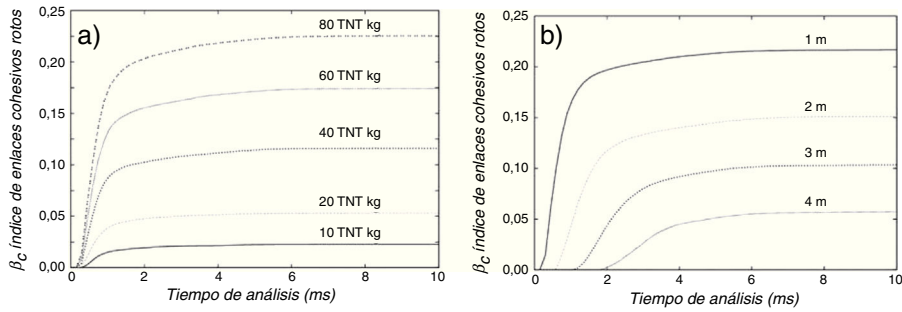 a)
β_C índice de enlaces cohesivos rotos
0,25
0,20
0,15
0,10
0,05
0,00
80 TNT kg
60 TNT kg
40 TNT kg
20 TNT kg
10 TNT kg
0 2 4 6 8 10
Tiempo de análisis (ms)
b)
β_C índice de enlaces cohesivos rotos
0,25
0,20
0,15
0,10
0,05
0,00
1 m
2 m
3 m
4 m
0 2 4 6 8 10
Tiempo de análisis (ms)